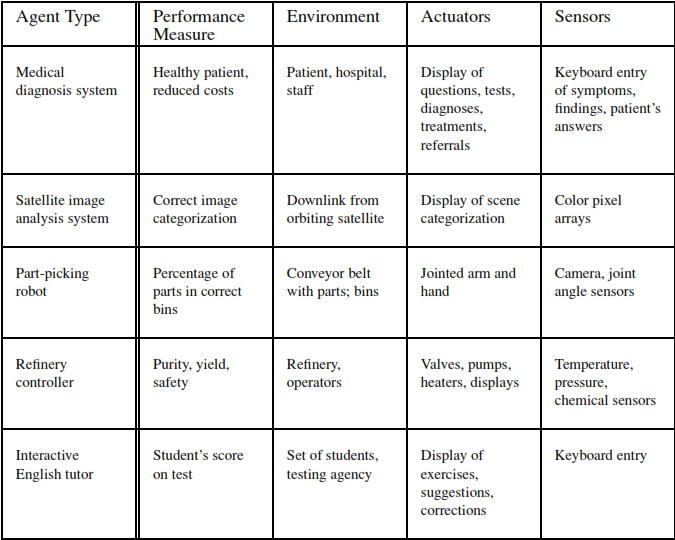 Agent Type
Performance
Measure
Environment
Actuators
Sensors
Medical
diagnosis system
Healthy patient,
reduced costs
Patient, hospital,
staff
Display of
questions, tests,
diagnoses,
treatments,
referrals
Keyboard entry
of symptoms,
findings, patient's
answers
Satellite image
analysis system
Correct image
categorization
Downlink from
orbiting satellite
Display of scene
categorization
Color pixel
arrays
Part-picking
robot
Percentage of
parts in correct
bins
Conveyor belt
with parts; bins
Jointed arm and
hand
Camera, joint
angle sensors
Refinery
controller
Purity, yield,
safety
Refinery,
operators
Valves, pumps,
heaters, displays
Temperature,
pressure,
chemical sensors
Interactive
English tutor
Student's score
on test
Set of students,
testing agency
Display of
exercises,
suggestions,
corrections
Keyboard entry